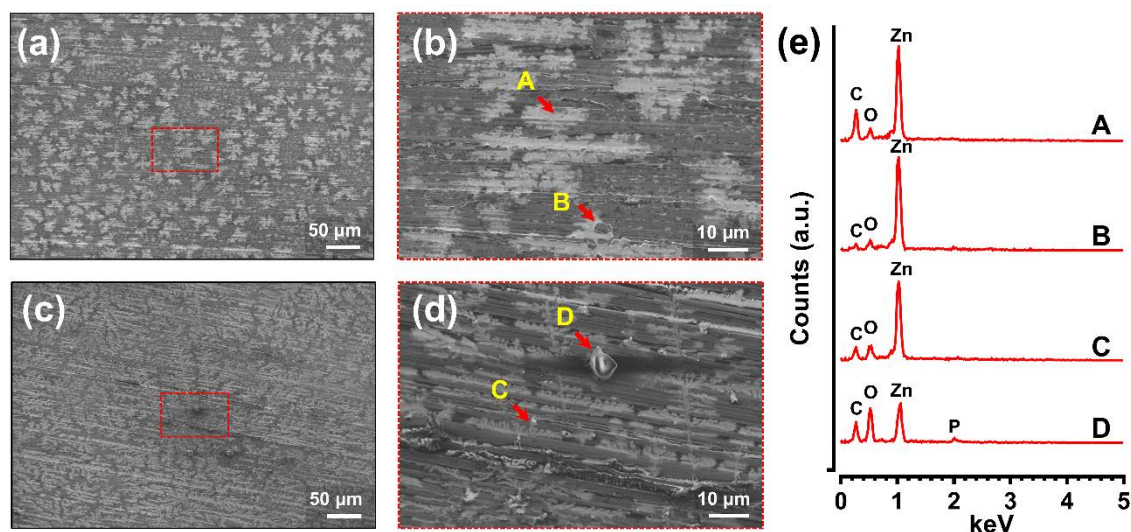 (a)
50 µm
(b)
A
B
10 µm
(c)
50 µm
(d)
D
C
10 µm
(e)
Counts (a.u.)
Zn
C
O
A
Zn
C O
B
Zn
C O
C
Zn
C
O
P
D
0 1 2 3 4 5
keV